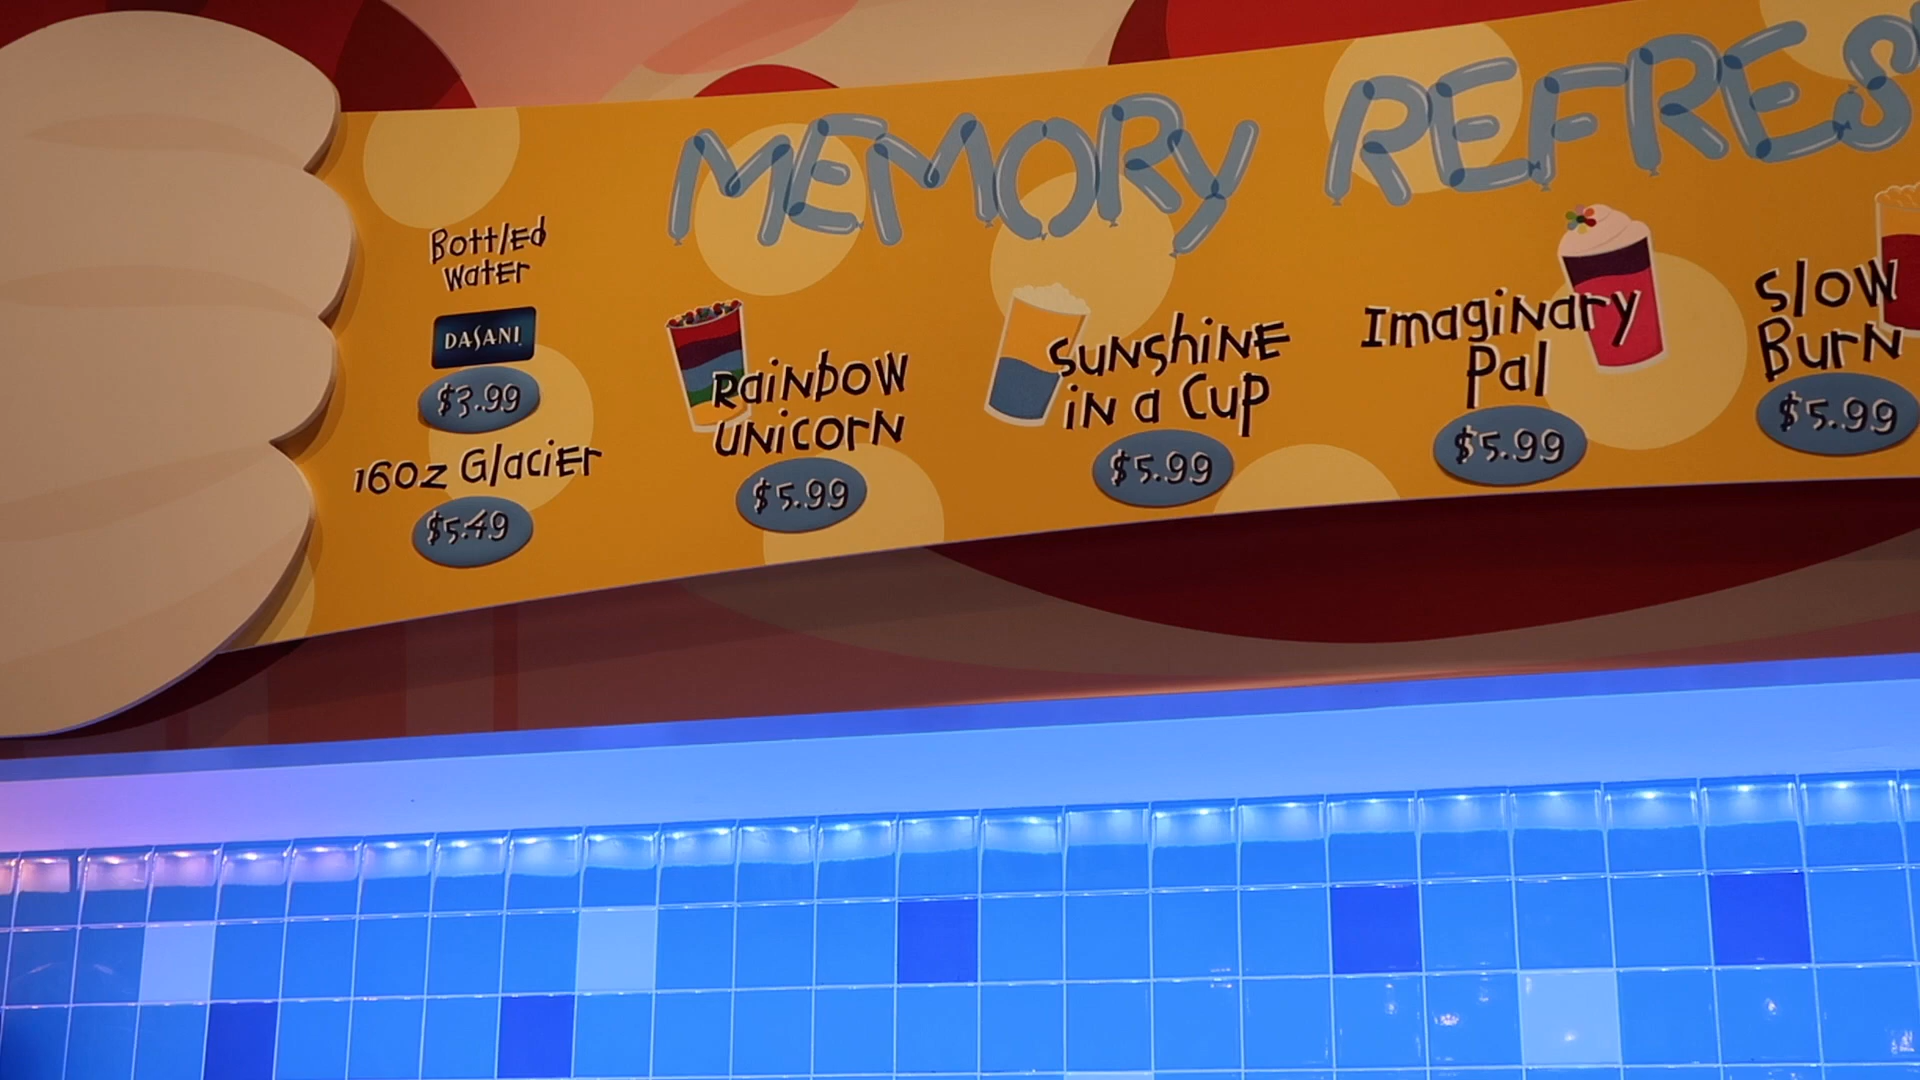 MEMORY REFRES
Bottled
Water
DASANI
$3.99
16oz Glacier
$5.49
Rainbow
Unicorn
$5.99
Sunshine
in a Cup
$5.99
Imaginary
Pal
$5.99
Slow
Burn
$5.99